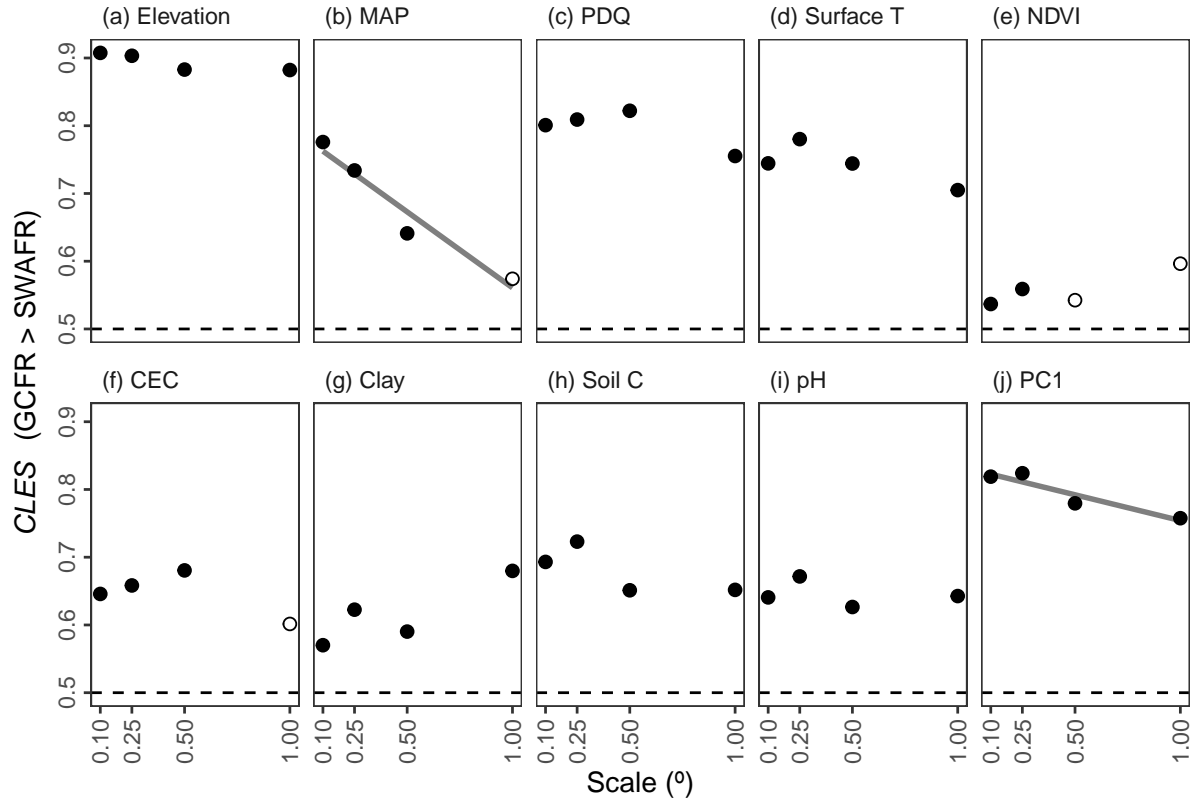 (a) Elevation
(b) MAP
(c) PDQ
(d) Surface T
(e) NDVI
0.9
0.8
0.7
0.6
0.5
(f) CEC
(g) Clay
(h) Soil C
(i) pH
(j) PC1
0.9
0.8
0.7
0.6
0.5
CLES (GCFR > SWAFR)
0.10 0.25 0.50 1.00
0.10 0.25 0.50 1.00
0.10 0.25 0.50 1.00
0.10 0.25 0.50 1.00
0.10 0.25 0.50 1.00
Scale (º)